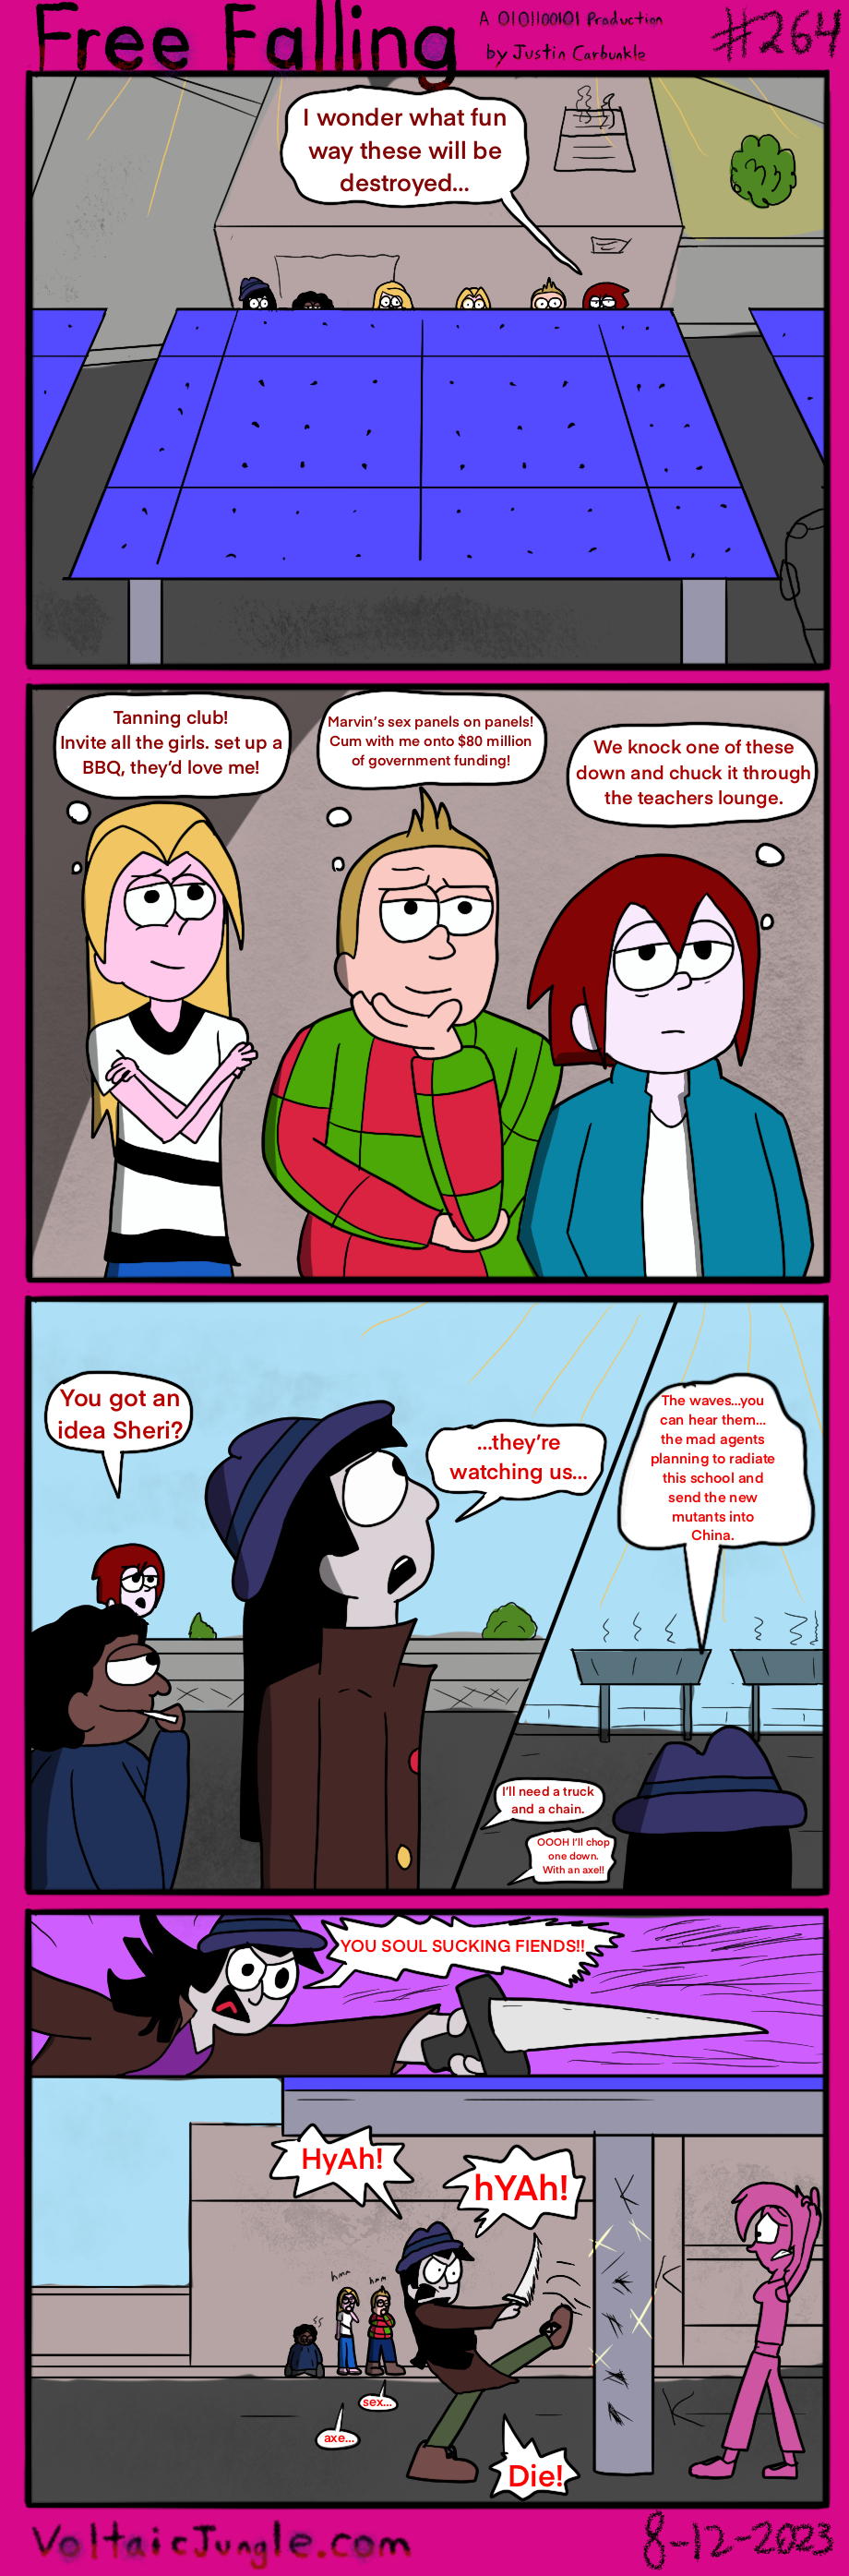 Free Falling
A 0101100101 Production
by Justin Carbunkle
#264
I wonder what fun
way these will be
destroyed...
Tanning club!
Invite all the girls. set up a
BBQ, they'd love me!
Marvin's sex panels on panels!
Cum with me onto $80 million
of government funding!
We knock one of these
down and chuck it through
the teachers lounge.
You got an
idea Sheri?
...they're
watching us...
The waves...you
can hear them...
the mad agents
planning to radiate
this school and
send the new
mutants into
China.
I'll need a truck
and a chain.
OOOH I'll chop
one down.
With an axe!!
YOU SOUL SUCKING FIENDS!!
HyAh!
hYAh!
hmm
hmm
sex...
axe...
Die!
VoltaicJungle.com
8-12-2023